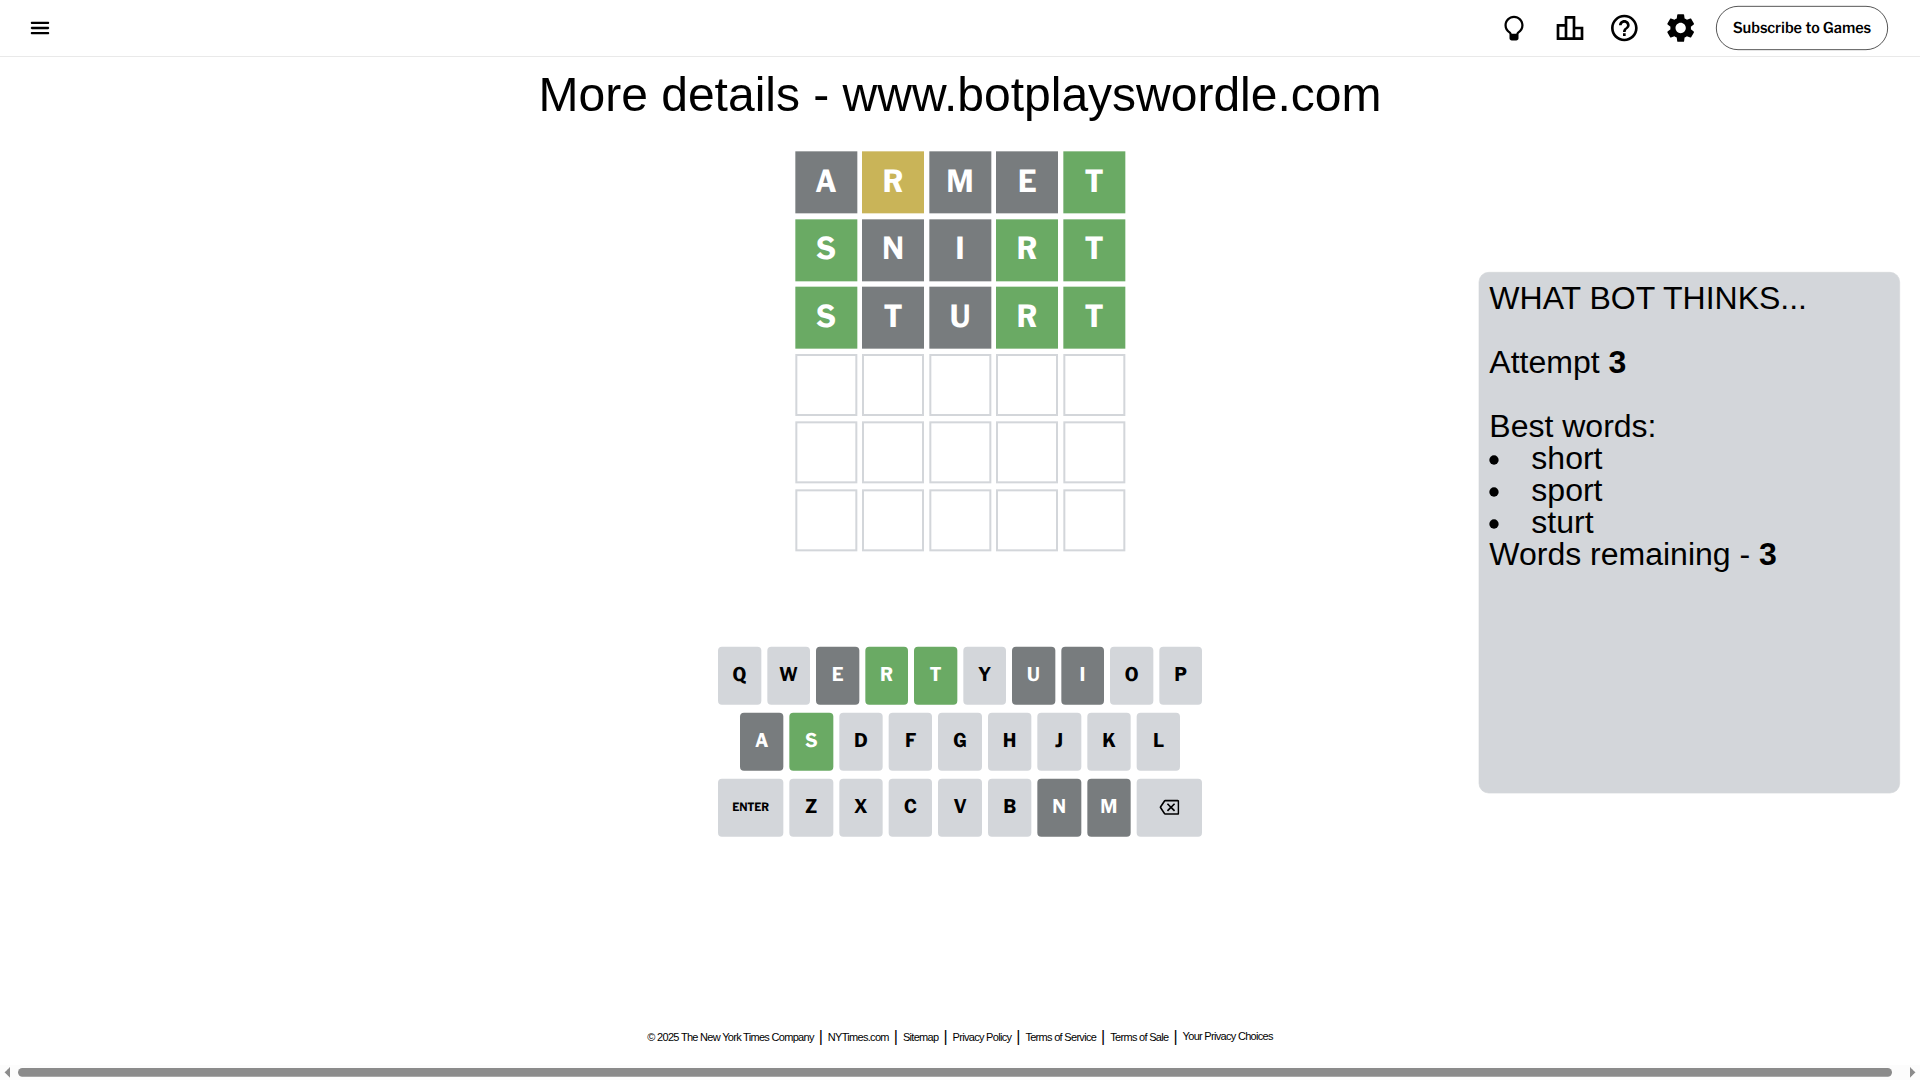 Subscribe to Games
More details - www.botplayswordle.com
A R M E T
S N I R T
S T U R T
WHAT BOT THINKS...
Attempt 3
Best words:
• short
• sport
• sturt
Words remaining - 3
Q W E R T Y U I O P
A S D F G H J K L
ENTER Z X C V B N M
© 2025 The New York Times Company | NYTimes.com | Sitemap | Privacy Policy | Terms of Service | Terms of Sale | Your Privacy Choices